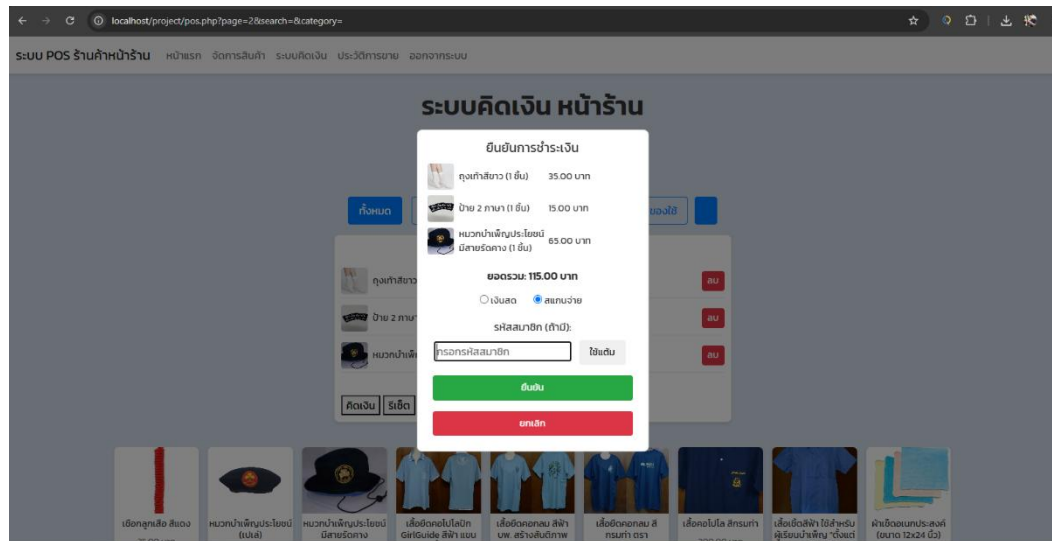 localhost/project/pos.php?page=2&search=&category=
ระบบ POS ร้านค้าหน้าร้าน หน้าแรก จัดการสินค้า ระบบคิดเงิน ประวัติการขาย ออกจากระบบ
ระบบคิดเงิน หน้าร้าน
ยืนยันการชำระเงิน
ถุงเท้าสีขาว (1 ชิ้น) 35.00 บาท
ป้าย 2 ภาษา (1 ชิ้น) 15.00 บาท
หมวกบำเพ็ญประโยชน์
มีสายรัดคาง (1 ชิ้น) 65.00 บาท
ยอดรวม: 115.00 บาท
เงินสด สแกนจ่าย
รหัสสมาชิก (ถ้ามี):
กรอกรหัสสมาชิก ใช้แต้ม
ยืนยัน
ยกเลิก
ทั้งหมด ของใช้
ถุงเท้าสีขาว ลบ
ป้าย 2 ภาษา ลบ
หมวกบำเพ็ ลบ
คิดเงิน รีเซ็ต
เชือกลูกเสือ สีแดง
หมวกบำเพ็ญประโยชน์
(เปเล่)
หมวกบำเพ็ญประโยชน์
มีสายรัดคาง
เสื้อยืดคอโปโลปัก
GirlGuide สีฟ้า แบบ
เสื้อยืดคอกลม สีฟ้า
บพ. สร้างสันติภาพ
เสื้อยืดคอกลม สี
กรมท่า ตรา
เสื้อคอโปโล สีกรมท่า
เสื้อเชิ้ตสีฟ้า ใช้สำหรับ
ผู้เรียนบำเพ็ญ "ตั้งแต่
ผ้าเช็ดอเนกประสงค์
(ขนาด 12x24 นิ้ว)